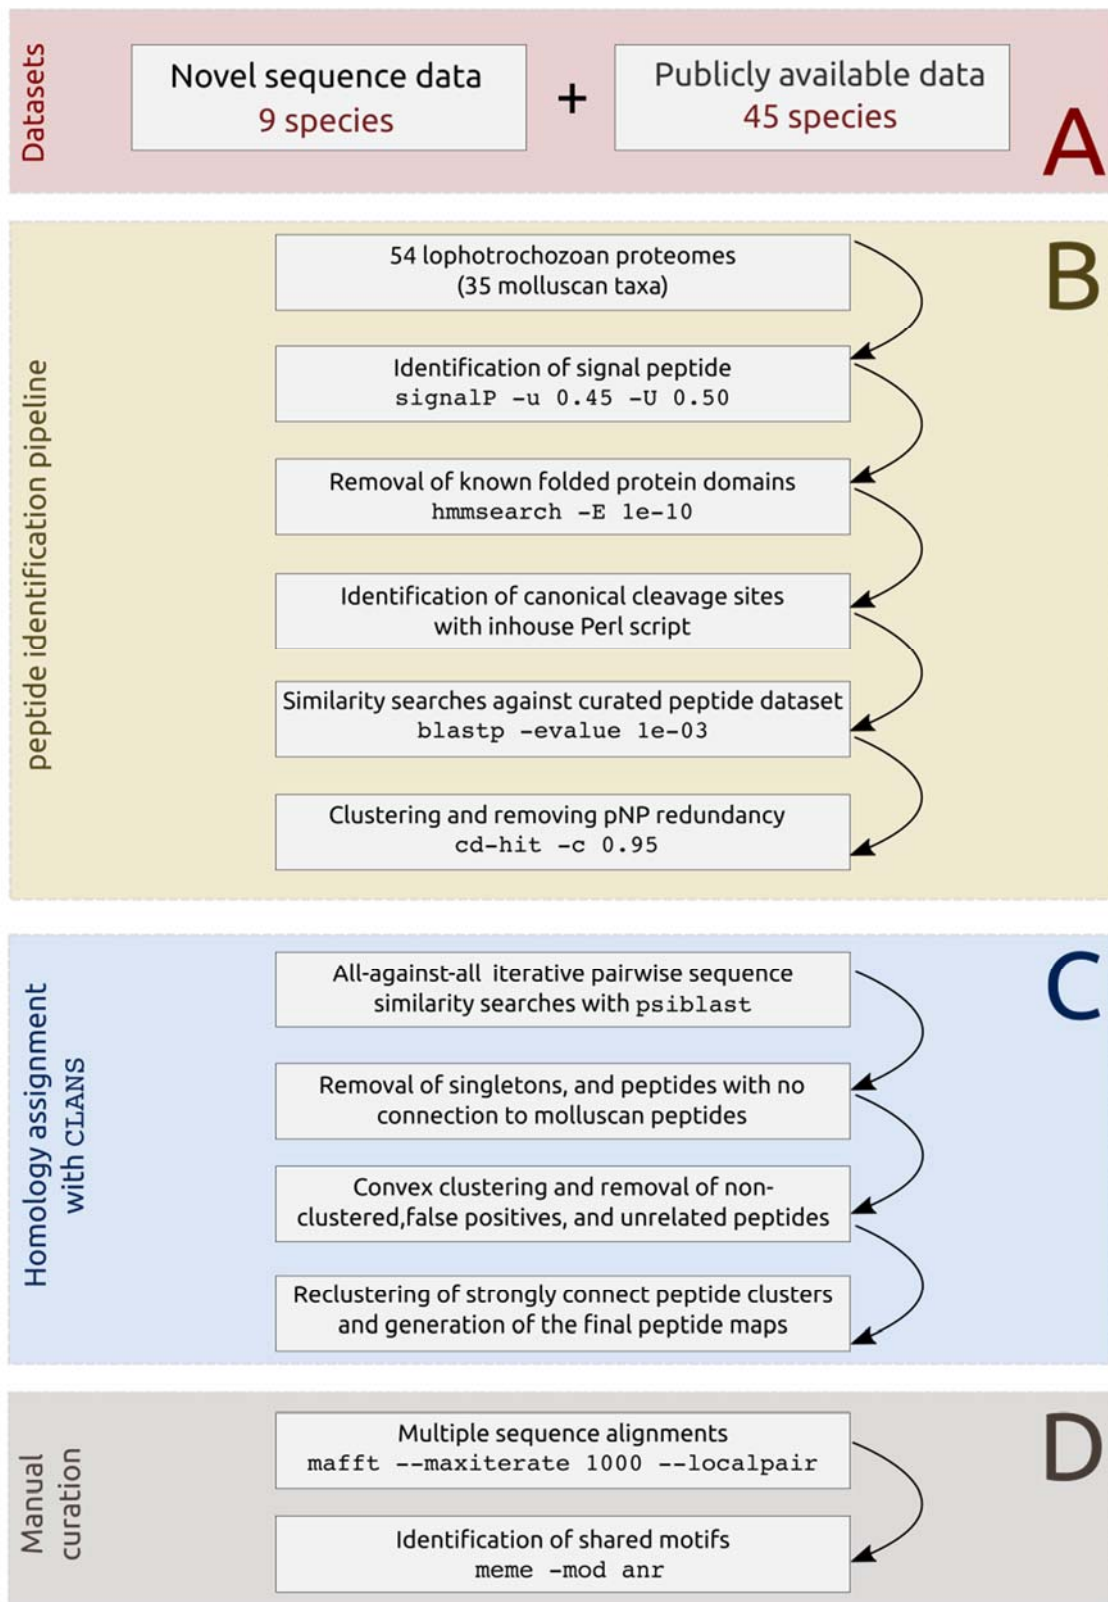 Datasets
Novel sequence data
9 species
+
Publicly available data
45 species
A
peptide identification pipeline
B
54 lophotrochozoan proteomes
(35 molluscan taxa)
Identification of signal peptide
signalP -u 0.45 -U 0.50
Removal of known folded protein domains
hmmsearch -E 1e-10
Identification of canonical cleavage sites
with inhouse Perl script
Similarity searches against curated peptide dataset
blastp -evalue 1e-03
Clustering and removing pNP redundancy
cd-hit -c 0.95
Homology assignment
with CLANS
C
All-against-all iterative pairwise sequence
similarity searches with psiblast
Removal of singletons, and peptides with no
connection to molluscan peptides
Convex clustering and removal of non-
clustered,false positives, and unrelated peptides
Reclustering of strongly connect peptide clusters
and generation of the final peptide maps
Manual
curation
D
Multiple sequence alignments
mafft --maxiterate 1000 --localpair
Identification of shared motifs
meme -mod anr